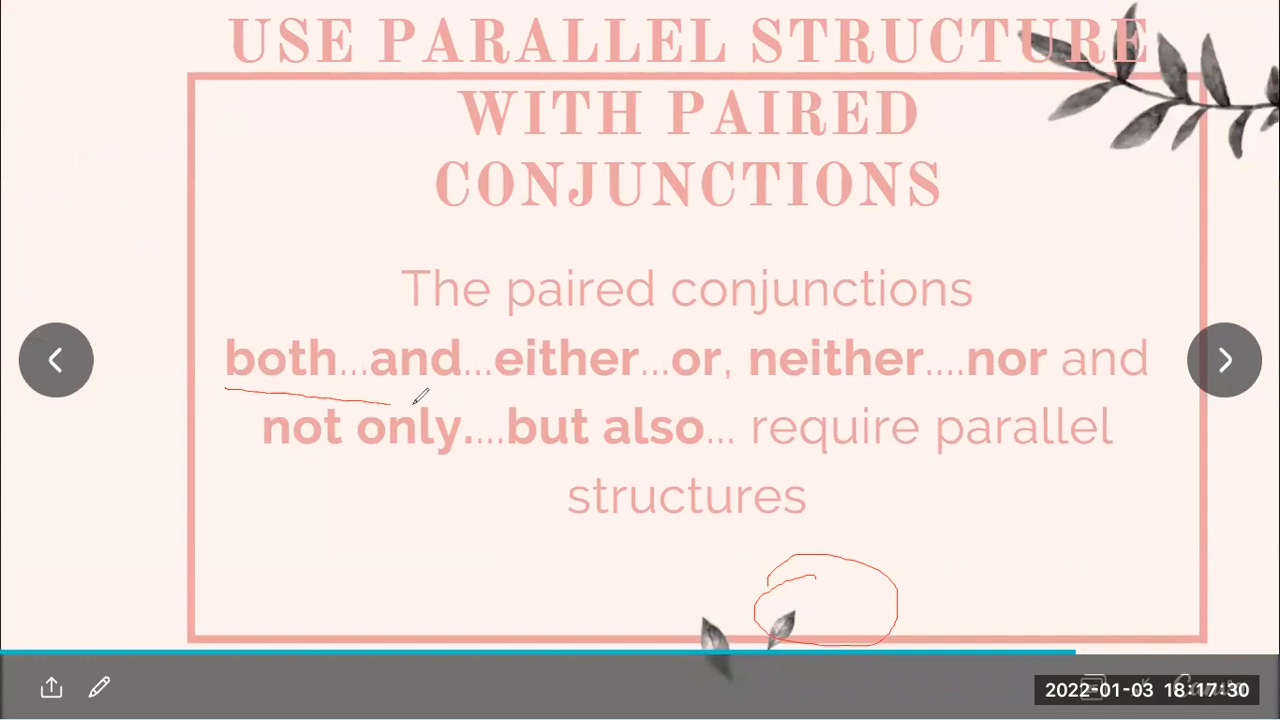 USE PARALLEL STRUCTURE
WITH PAIRED
CONJUNCTIONS
The paired conjunctions
both...and...either...or, neither....nor and
not only....but also... require parallel
structures
2022-01-03 18:17:30